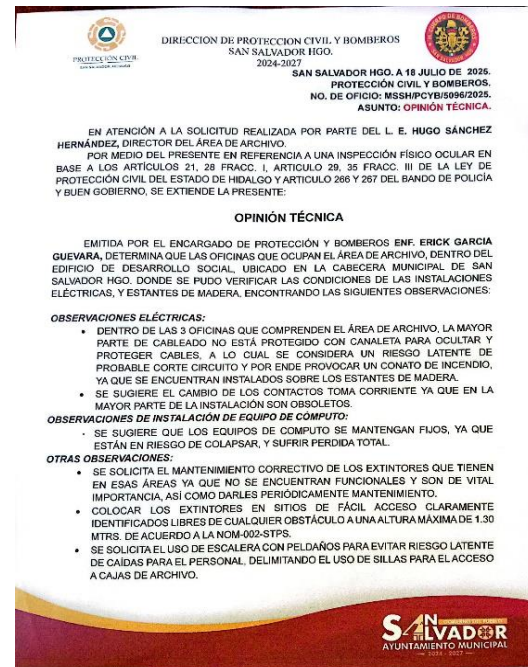 PROTECCIÓN CIVIL
SAN SALVADOR HIDALGO
DIRECCION DE PROTECCION CIVIL Y BOMBEROS
SAN SALVADOR HGO.
2024-2027
CUERPO DE BOMBEROS
SAN SALVADOR HGO. A 18 JULIO DE 2025.
PROTECCIÓN CIVIL Y BOMBEROS.
NO. DE OFICIO: MSSH/PCYB/5096/2025.
ASUNTO: OPINIÓN TÉCNICA.
EN ATENCIÓN A LA SOLICITUD REALIZADA POR PARTE DEL L. E. HUGO SÁNCHEZ
HERNÁNDEZ, DIRECTOR DEL ÁREA DE ARCHIVO.
POR MEDIO DEL PRESENTE EN REFERENCIA A UNA INSPECCIÓN FÍSICO OCULAR EN
BASE A LOS ARTÍCULOS 21, 28 FRACC. I, ARTICULO 29, 35 FRACC. III DE LA LEY DE
PROTECCIÓN CIVIL DEL ESTADO DE HIDALGO Y ARTICULO 266 Y 267 DEL BANDO DE POLICÍA
Y BUEN GOBIERNO, SE EXTIENDE LA PRESENTE:
OPINIÓN TÉCNICA
EMITIDA POR EL ENCARGADO DE PROTECCIÓN Y BOMBEROS ENF. ERICK GARCIA
GUEVARA, DETERMINA QUE LAS OFICINAS QUE OCUPAN EL ÁREA DE ARCHIVO, DENTRO DEL
EDIFICIO DE DESARROLLO SOCIAL, UBICADO EN LA CABECERA MUNICIPAL DE SAN
SALVADOR HGO. DONDE SE PUDO VERIFICAR LAS CONDICIONES DE LAS INSTALACIONES
ELÉCTRICAS, Y ESTANTES DE MADERA, ENCONTRANDO LAS SIGUIENTES OBSERVACIONES:
OBSERVACIONES ELÉCTRICAS:
• DENTRO DE LAS 3 OFICINAS QUE COMPRENDEN EL ÁREA DE ARCHIVO, LA MAYOR
PARTE DE CABLEADO NO ESTÁ PROTEGIDO CON CANALETA PARA OCULTAR Y
PROTEGER CABLES, A LO CUAL SE CONSIDERA UN RIESGO LATENTE DE
PROBABLE CORTE CIRCUITO Y POR ENDE PROVOCAR UN CONATO DE INCENDIO,
YA QUE SE ENCUENTRAN INSTALADOS SOBRE LOS ESTANTES DE MADERA.
• SE SUGIERE EL CAMBIO DE LOS CONTACTOS TOMA CORRIENTE YA QUE EN LA
MAYOR PARTE DE LA INSTALACIÓN SON OBSOLETOS.
OBSERVACIONES DE INSTALACIÓN DE EQUIPO DE CÓMPUTO:
- SE SUGIERE QUE LOS EQUIPOS DE COMPUTO SE MANTENGAN FIJOS, YA QUE
ESTÁN EN RIESGO DE COLAPSAR, Y SUFRIR PERDIDA TOTAL.
OTRAS OBSERVACIONES:
• SE SOLICITA EL MANTENIMIENTO CORRECTIVO DE LOS EXTINTORES QUE TIENEN
EN ESAS ÁREAS YA QUE NO SE ENCUENTRAN FUNCIONALES Y SON DE VITAL
IMPORTANCIA, ASÍ COMO DARLES PERIÓDICAMENTE MANTENIMIENTO.
• COLOCAR LOS EXTINTORES EN SITIOS DE FÁCIL ACCESO CLARAMENTE
IDENTIFICADOS LIBRES DE CUALQUIER OBSTÁCULO A UNA ALTURA MÁXIMA DE 1.30
MTRS. DE ACUERDO A LA NOM-002-STPS.
• SE SOLICITA EL USO DE ESCALERA CON PELDAÑOS PARA EVITAR RIESGO LATENTE
DE CAÍDAS PARA EL PERSONAL, DELIMITANDO EL USO DE SILLAS PARA EL ACCESO
A CAJAS DE ARCHIVO.
SAN
SALVADOR
AYUNTAMIENTO MUNICIPAL
2024 - 2027